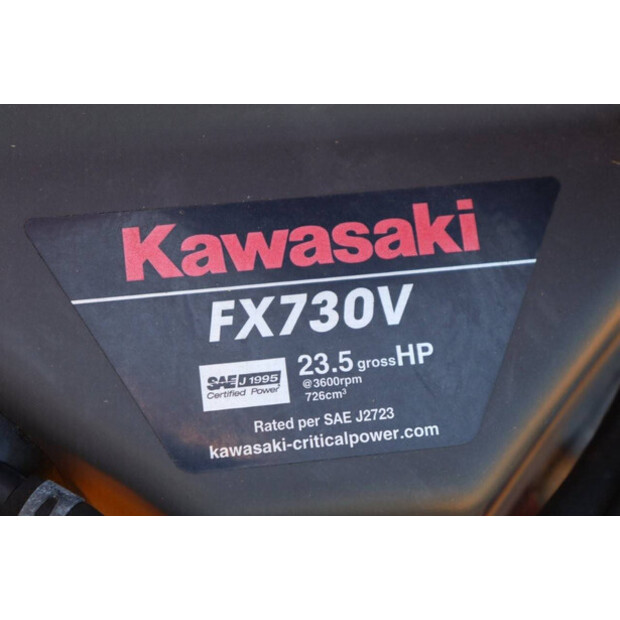 Kawasaki
FX730V
SAE J1995
Certified Power
23.5 gross HP
@3600rpm
726cm³
Rated per SAE J2723
kawasaki-criticalpower.com